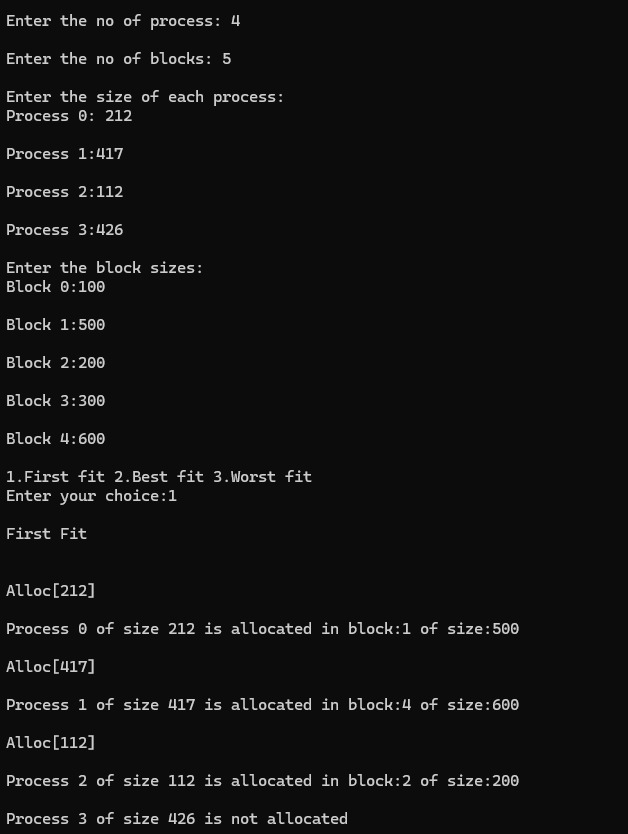 Enter the no of process: 4
Enter the no of blocks: 5
Enter the size of each process:
Process 0: 212
Process 1:417
Process 2:112
Process 3:426
Enter the block sizes:
Block 0:100
Block 1:500
Block 2:200
Block 3:300
Block 4:600
1.First fit 2.Best fit 3.Worst fit
Enter your choice:1
First Fit
Alloc[212]
Process 0 of size 212 is allocated in block:1 of size:500
Alloc[417]
Process 1 of size 417 is allocated in block:4 of size:600
Alloc[112]
Process 2 of size 112 is allocated in block:2 of size:200
Process 3 of size 426 is not allocated